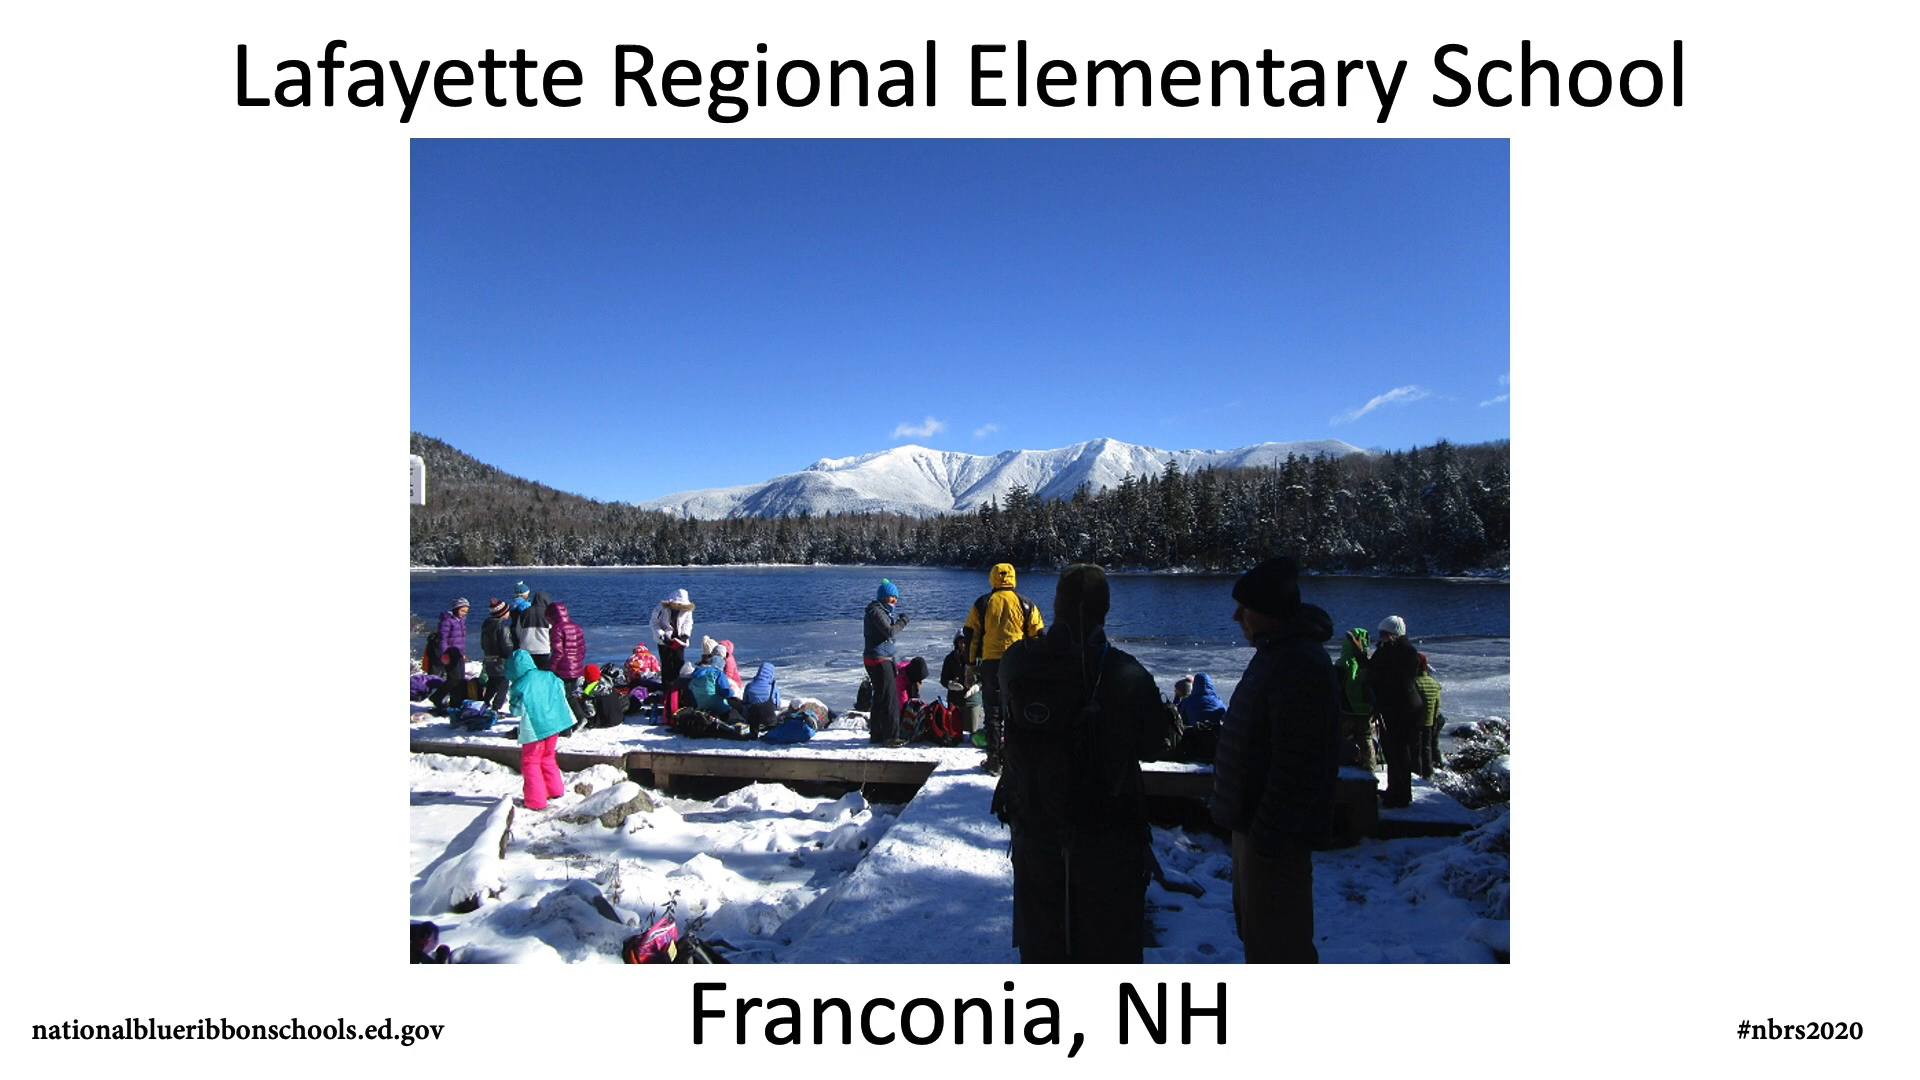 Lafayette Regional Elementary School
Franconia, NH
nationalblueribbonschools.ed.gov
#nbrs2020